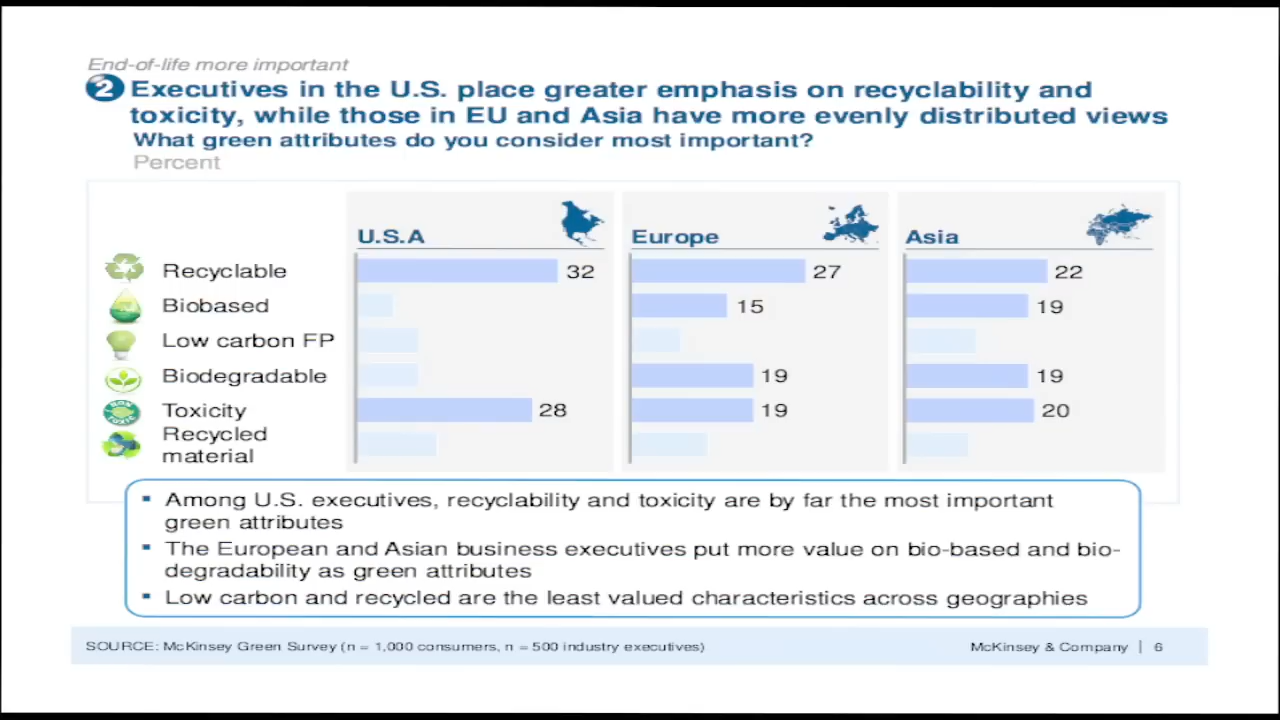 End-of-life more important
2 Executives in the U.S. place greater emphasis on recyclability and
toxicity, while those in EU and Asia have more evenly distributed views
What green attributes do you consider most important?
Percent
U.S.A Europe Asia
Recyclable 32 27 22
Biobased 15 19
Low carbon FP
Biodegradable 19 19
Toxicity 28 19 20
Recycled
material
▪ Among U.S. executives, recyclability and toxicity are by far the most important
green attributes
▪ The European and Asian business executives put more value on bio-based and bio-
degradability as green attributes
▪ Low carbon and recycled are the least valued characteristics across geographies
SOURCE: McKinsey Green Survey (n = 1,000 consumers, n = 500 industry executives)
McKinsey & Company | 6